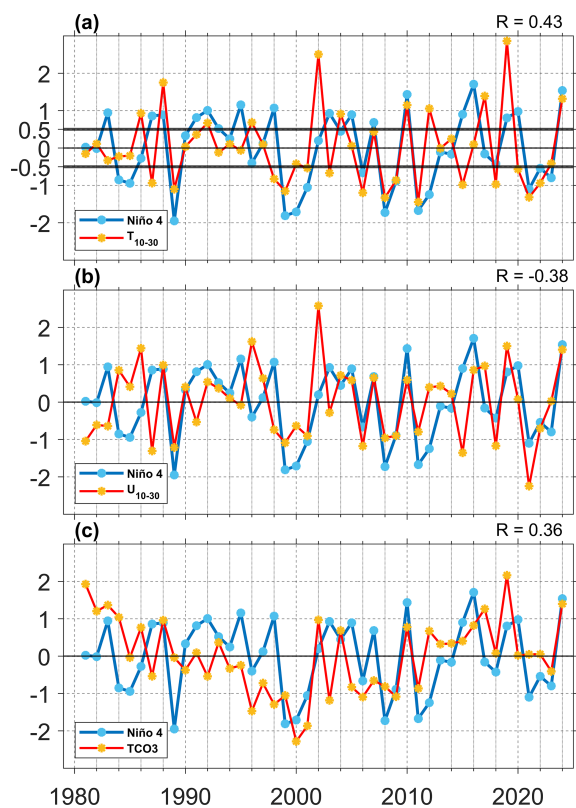 (a) R = 0.43
2
1
0.5
0
-0.5
-1
-2
Niño 4
T10-30
(b) R = -0.38
2
1
0
-1
-2
Niño 4
U10-30
(c) R = 0.36
2
1
0
-1
-2
Niño 4
TCO3
1980 1990 2000 2010 2020